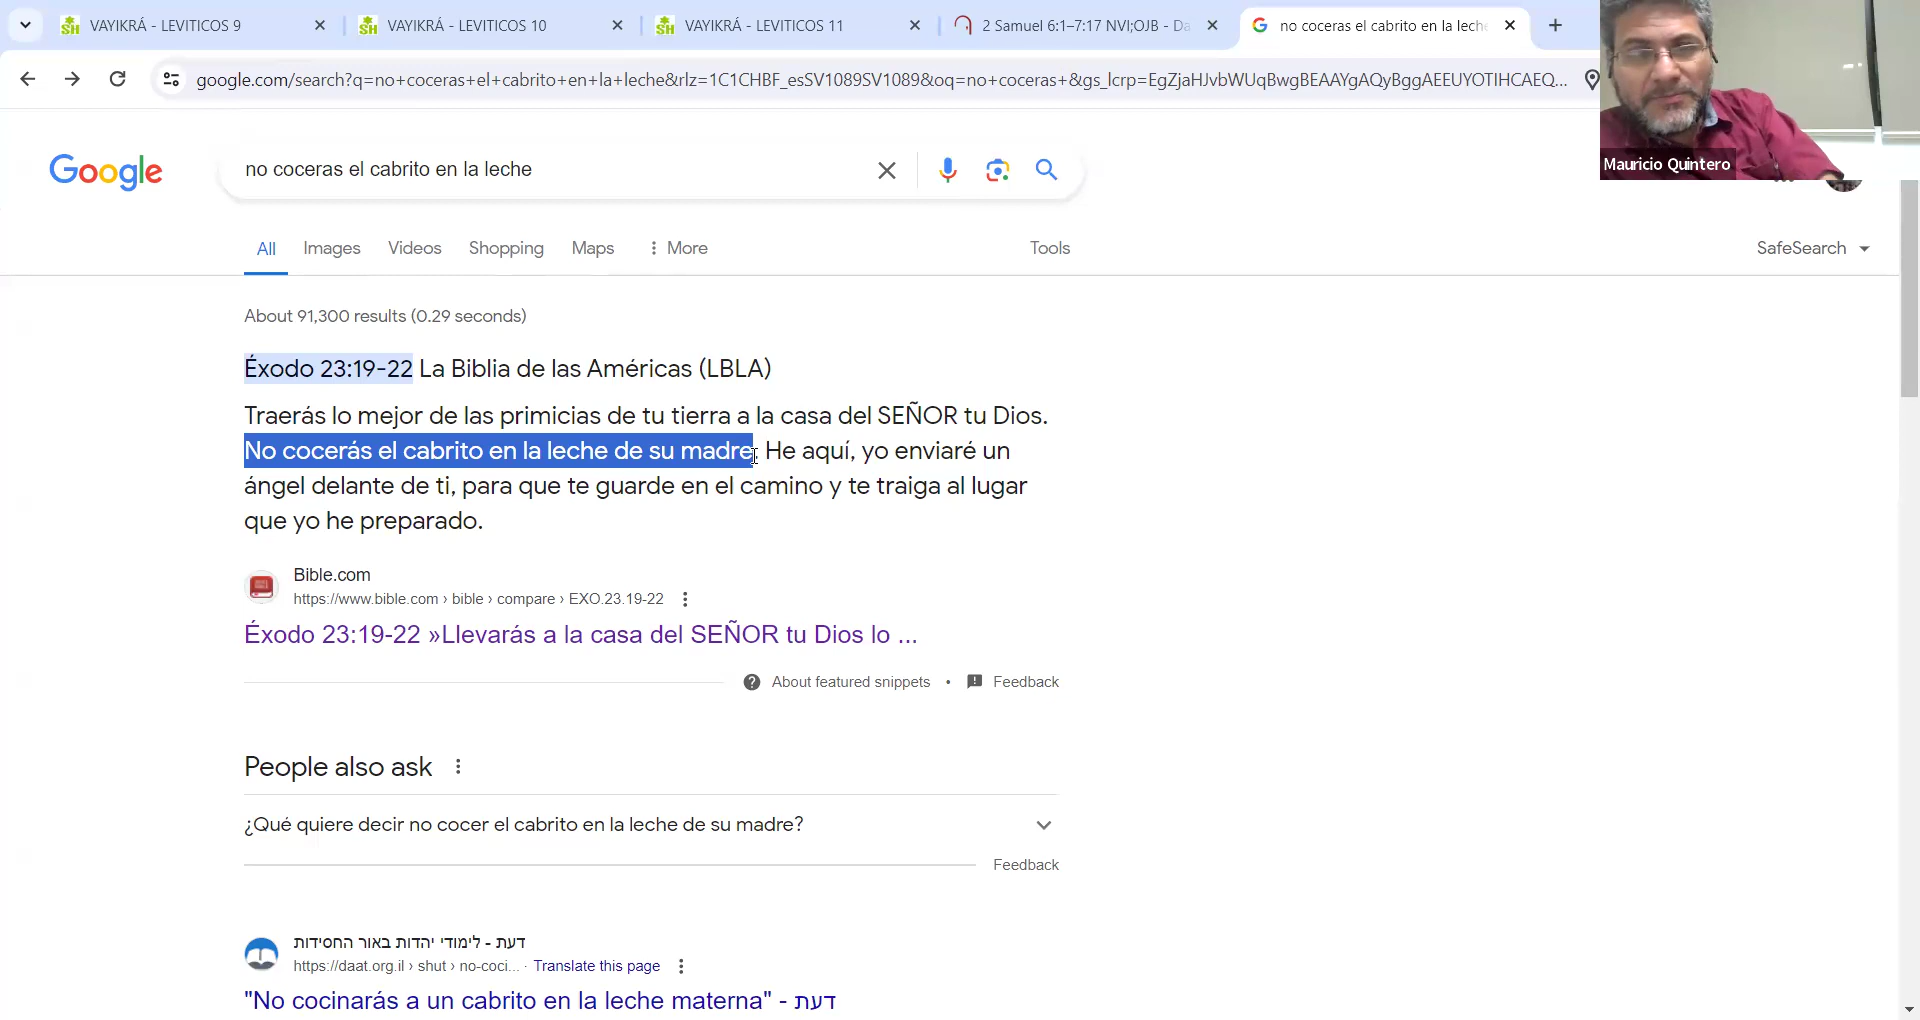 VAYIKRÁ - LEVITICOS 9
VAYIKRÁ - LEVITICOS 10
VAYIKRÁ - LEVITICOS 11
2 Samuel 6:1–7:17 NVI;OJB - Da
no coceras el cabrito en la leche
google.com/search?q=no+coceras+el+cabrito+en+la+leche&rlz=1C1CHBF_esSV1089SV1089&oq=no+coceras+&gs_lcrp=EgZjaHJvbWUqBwgBEAAYgAQyBggAEEUYOTIHCAEQ...
Mauricio Quintero
Google
no coceras el cabrito en la leche
All
Images
Videos
Shopping
Maps
More
Tools
SafeSearch
About 91,300 results (0.29 seconds)
Éxodo 23:19-22 La Biblia de las Américas (LBLA)
Traerás lo mejor de las primicias de tu tierra a la casa del SEÑOR tu Dios.
No cocerás el cabrito en la leche de su madre. He aquí, yo enviaré un
ángel delante de ti, para que te guarde en el camino y te traiga al lugar
que yo he preparado.
Bible.com
https://www.bible.com › bible › compare › EXO.23.19-22
Éxodo 23:19-22 »Llevarás a la casa del SEÑOR tu Dios lo ...
About featured snippets • Feedback
People also ask
¿Qué quiere decir no cocer el cabrito en la leche de su madre?
Feedback
דעת - לימודי יהדות באור החסידות
https://daat.org.il › shut › no-coci... · Translate this page
"No cocinarás a un cabrito en la leche materna" - דעת